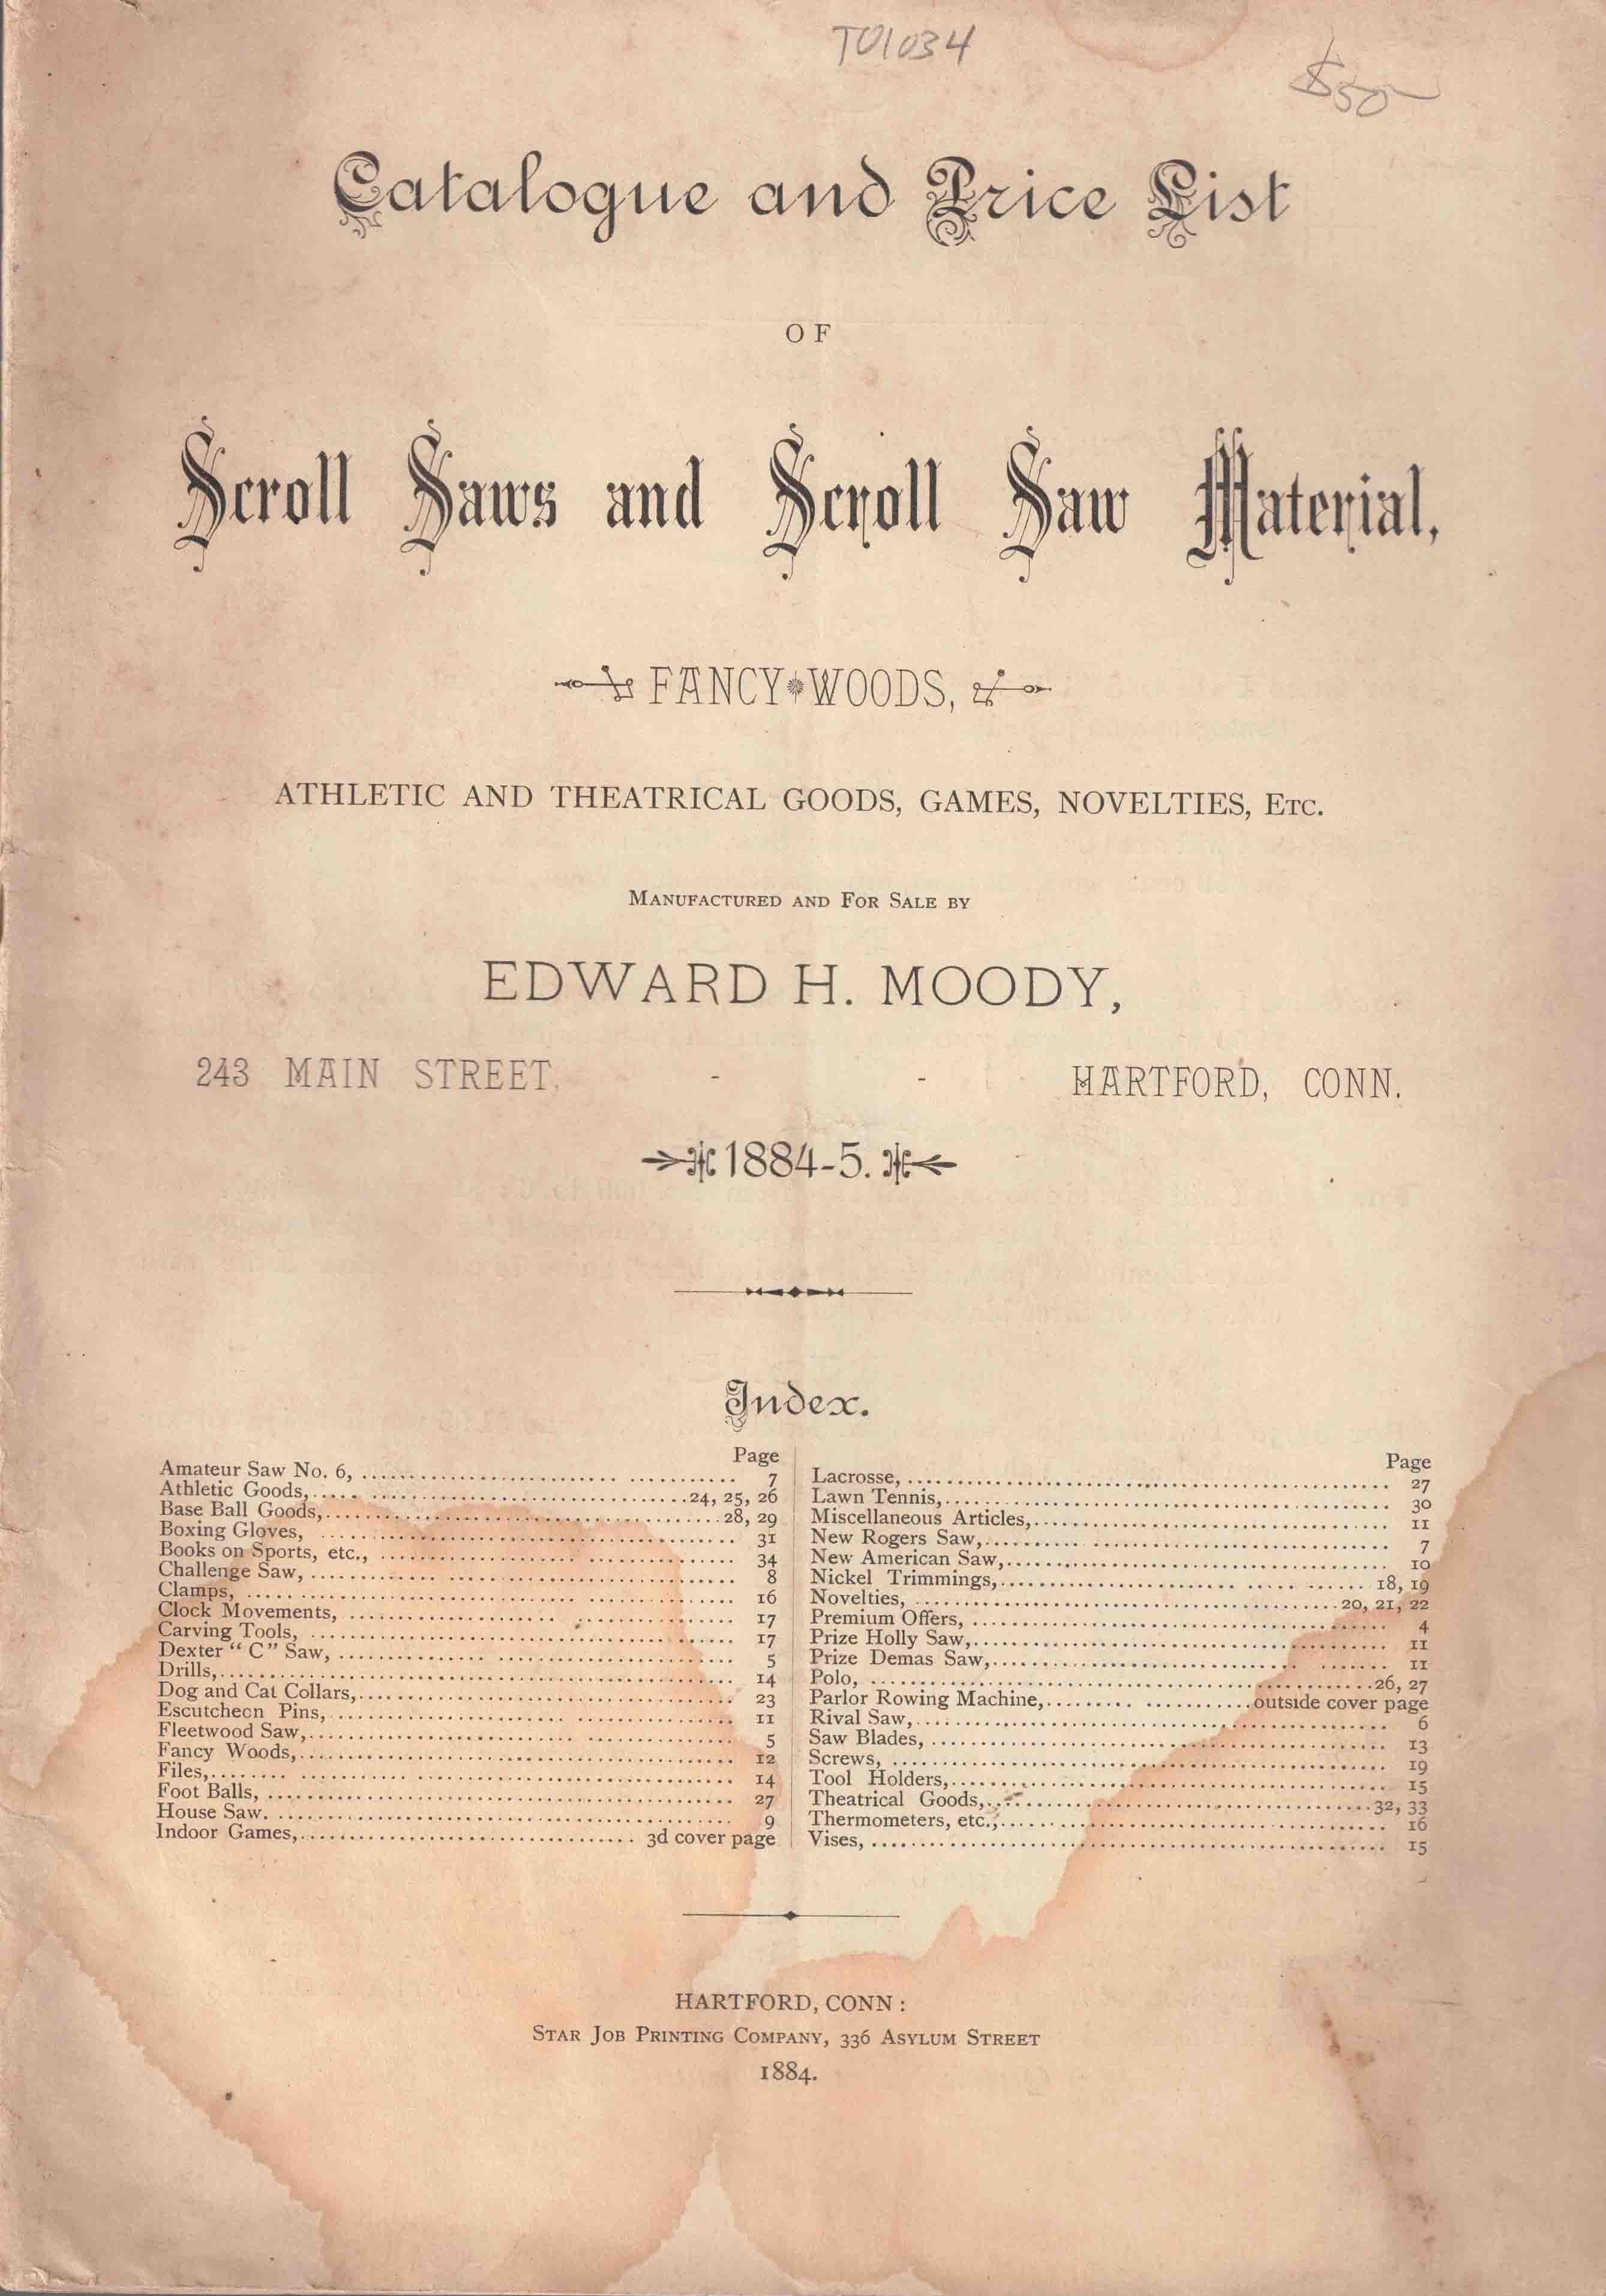 T01034
$50
Catalogue and Price List
OF
Scroll Saws and Scroll Saw Material,
FANCY WOODS,
ATHLETIC AND THEATRICAL GOODS, GAMES, NOVELTIES, ETC.
MANUFACTURED AND FOR SALE BY
EDWARD H. MOODY,
243 MAIN STREET, - - HARTFORD, CONN.
1884-5.
Index.
Page
Amateur Saw No. 6, 7
Athletic Goods, 24, 25, 26
Base Ball Goods, 28, 29
Boxing Gloves, 31
Books on Sports, etc., 34
Challenge Saw, 8
Clamps, 16
Clock Movements, 17
Carving Tools, 17
Dexter "C" Saw, 5
Drills, 14
Dog and Cat Collars, 23
Escutcheon Pins, 11
Fleetwood Saw, 5
Fancy Woods, 12
Files, 14
Foot Balls, 27
House Saw. 9
Indoor Games, 3d cover page
Page
Lacrosse, 27
Lawn Tennis, 30
Miscellaneous Articles, 11
New Rogers Saw, 7
New American Saw, 10
Nickel Trimmings, 18, 19
Novelties, 20, 21, 22
Premium Offers, 4
Prize Holly Saw, 11
Prize Demas Saw, 11
Polo, 26, 27
Parlor Rowing Machine, outside cover page
Rival Saw, 6
Saw Blades, 13
Screws, 19
Tool Holders, 15
Theatrical Goods, 32, 33
Thermometers, etc., 16
Vises, 15
HARTFORD, CONN:
STAR JOB PRINTING COMPANY, 336 ASYLUM STREET
1884.